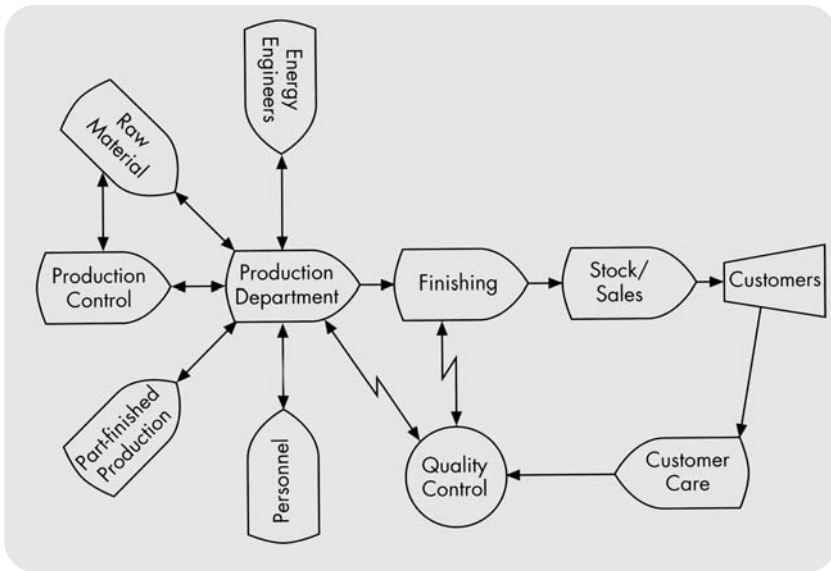 Energy
Engineers
Raw
Material
Production
Control
Production
Department
Finishing
Stock/
Sales
Customers
Part-finished
Production
Personnel
Quality
Control
Customer
Care